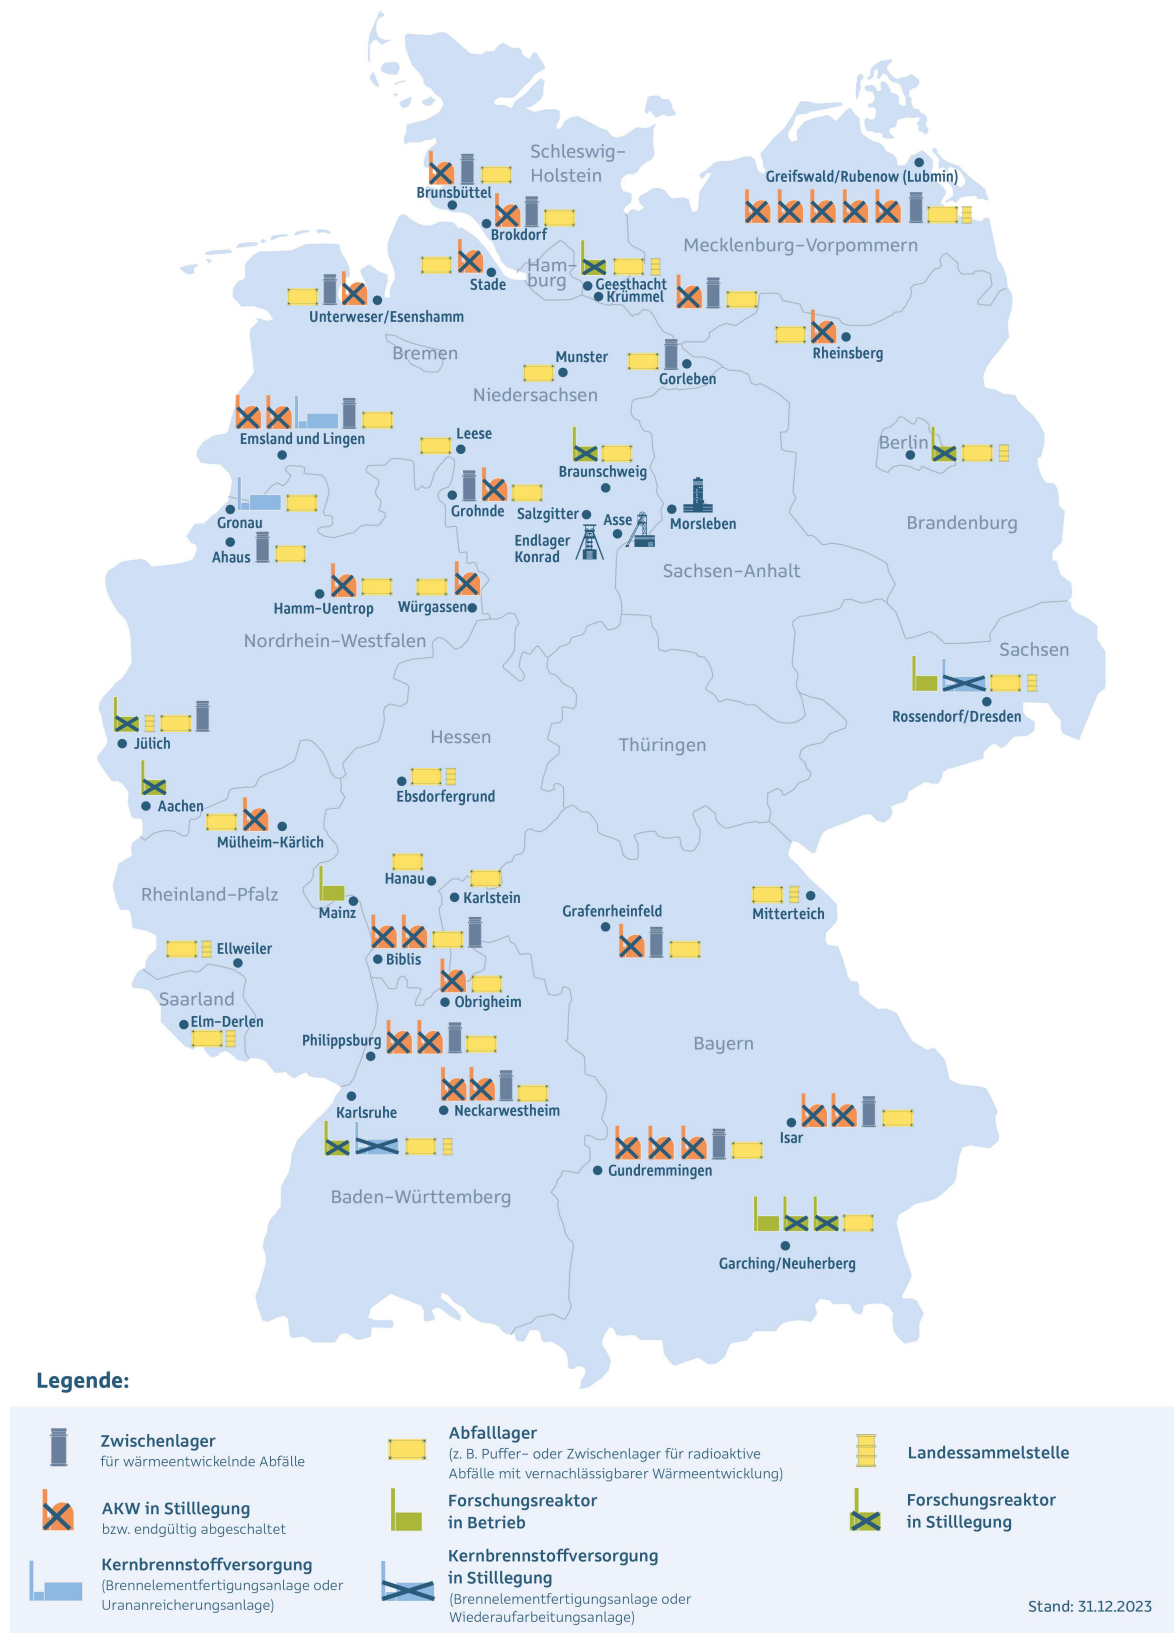 Schleswig-
Holstein
Brunsbüttel
Brokdorf
Greifswald/Rubenow (Lubmin)
Mecklenburg-Vorpommern
Stade
Ham-
burg
Geesthacht
Krümmel
Unterweser/Esenshamm
Bremen
Rheinsberg
Munster
Gorleben
Niedersachsen
Emsland und Lingen
Leese
Braunschweig
Berlin
Gronau
Grohnde
Salzgitter
Asse 2
Morsleben
Brandenburg
Endlager
Konrad
Ahaus
Sachsen-Anhalt
Hamm-Uentrop
Würgassen
Nordrhein-Westfalen
Sachsen
Rossendorf/Dresden
Jülich
Hessen
Thüringen
Ebsdorfergrund
Aachen
Mülheim-Kärlich
Hanau
Karlstein
Rheinland-Pfalz
Mainz
Grafenrheinfeld
Mitterteich
Ellweiler
Biblis
Saarland
Obrigheim
Elm-Derlen
Philippsburg
Bayern
Karlsruhe
Neckarwestheim
Isar
Gundremmingen
Baden-Württemberg
Garching/Neuherberg
Legende:
Zwischenlager
für wärmeentwickelnde Abfälle
Abfalllager
(z. B. Puffer- oder Zwischenlager für radioaktive
Abfälle mit vernachlässigbarer Wärmeentwicklung)
Landessammelstelle
AKW in Stilllegung
bzw. endgültig abgeschaltet
Forschungsreaktor
in Betrieb
Forschungsreaktor
in Stilllegung
Kernbrennstoffversorgung
(Brennelementfertigungsanlage oder
Urananreicherungsanlage)
Kernbrennstoffversorgung
in Stilllegung
(Brennelementfertigungsanlage oder
Wiederaufarbeitungsanlage)
Stand: 31.12.2023